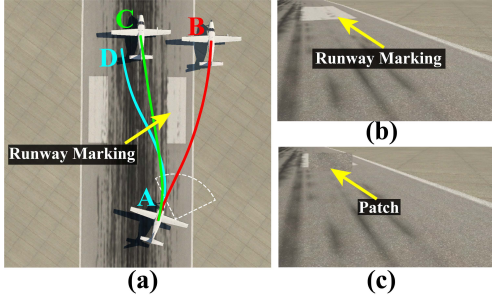 C
B
D
Runway Marking
A
(a)
Runway Marking
(b)
Patch
(c)